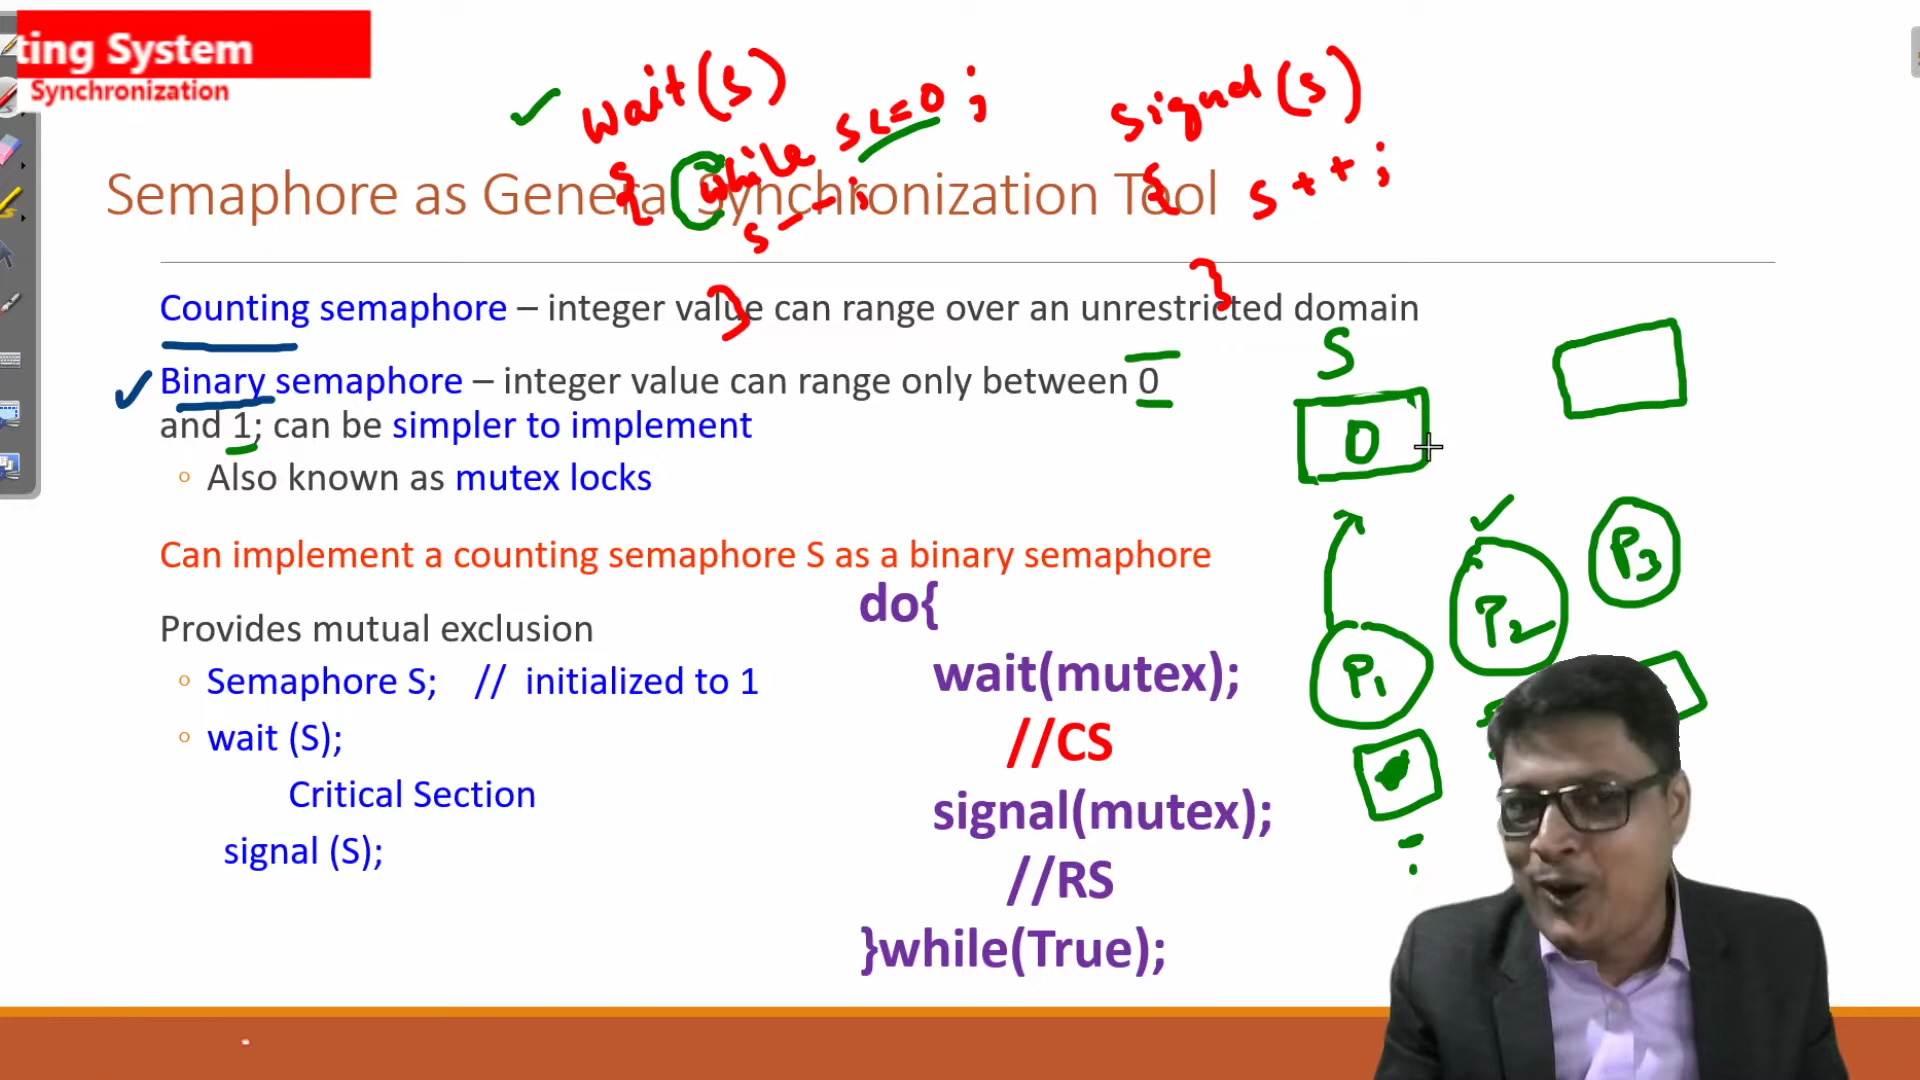 ting System
Synchronization
wait(s)
{ while s<=0;
s--;
}
signal(s)
{ s++;
}
Semaphore as General Synchronization Tool
Counting semaphore – integer value can range over an unrestricted domain
Binary semaphore – integer value can range only between 0
and 1; can be simpler to implement
Also known as mutex locks
Can implement a counting semaphore S as a binary semaphore
Provides mutual exclusion
Semaphore S; // initialized to 1
wait (S);
Critical Section
signal (S);
do{
wait(mutex);
//CS
signal(mutex);
//RS
}while(True);
S
0
P1
P2
P3